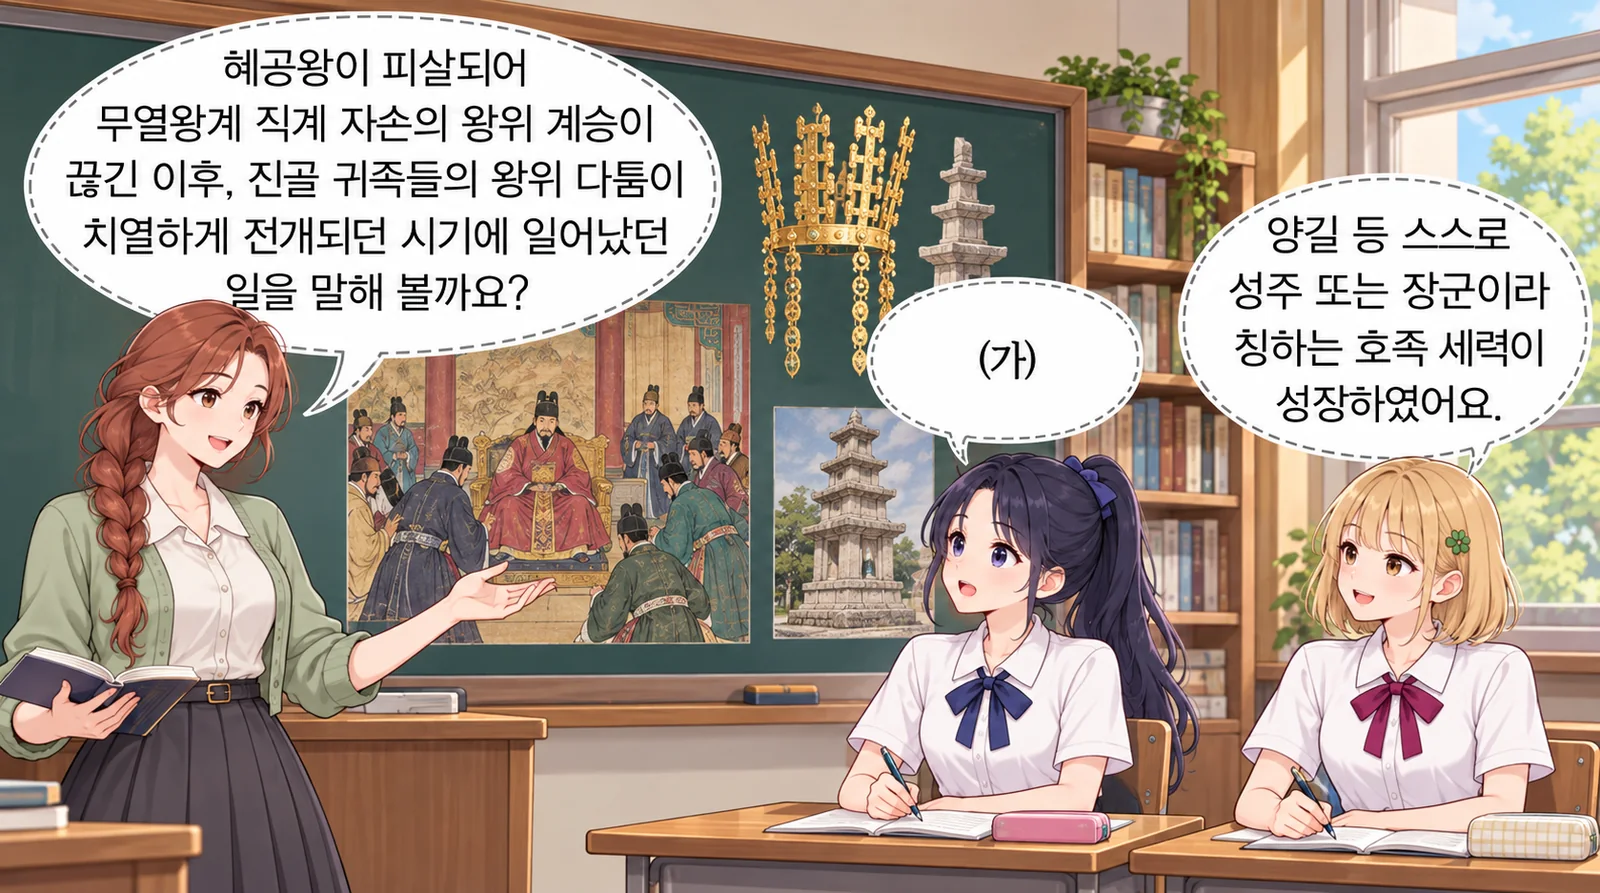 혜공왕이 피살되어
무열왕계 직계 자손의 왕위 계승이
끊긴 이후, 진골 귀족들의 왕위 다툼이
치열하게 전개되던 시기에 일어났던
일을 말해 볼까요?
(가)
양길 등 스스로
성주 또는 장군이라
칭하는 호족 세력이
성장하였어요.